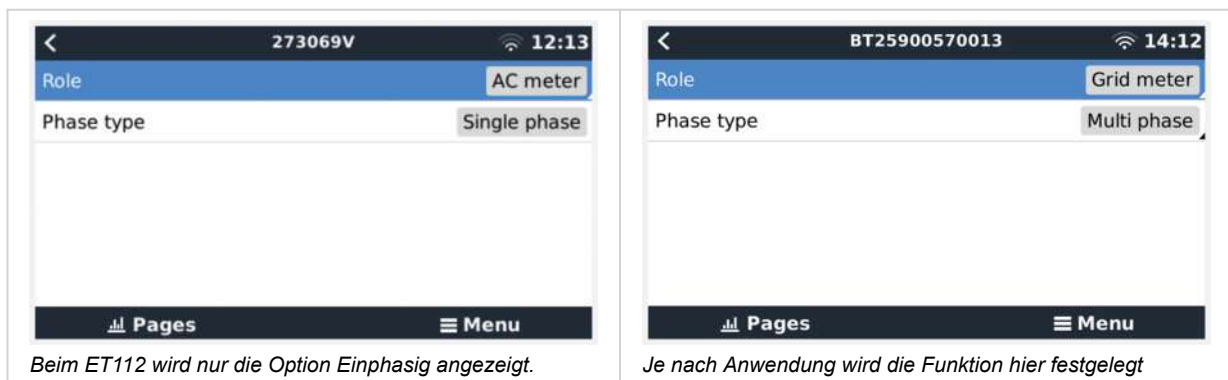 273069V 12:13
Role AC meter
Phase type Single phase
Pages Menu
Beim ET112 wird nur die Option Einphasig angezeigt.
BT25900570013 14:12
Role Grid meter
Phase type Multi phase
Pages Menu
Je nach Anwendung wird die Funktion hier festgelegt